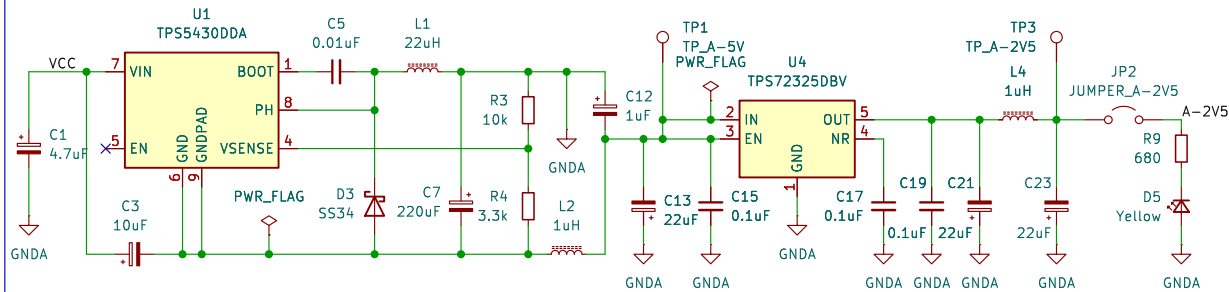 U1
TPS5430DDA
VCC
7
VIN
BOOT
1
PH
8
5
EN
VSENSE
4
GND
GNDPAD
6
9
C1
4.7uF
GNDA
C3
10uF
PWR_FLAG
C5
0.01uF
L1
22uH
D3
SS34
C7
220uF
R3
10k
R4
3.3k
L2
1uH
GNDA
C12
1uF
TP1
TP_A-5V
PWR_FLAG
U4
TPS72325DBV
2
IN
OUT
5
3
EN
NR
4
GND
1
GNDA
C13
22uF
GNDA
C15
0.1uF
GNDA
C17
0.1uF
GNDA
C19
0.1uF
GNDA
C21
22uF
GNDA
TP3
TP_A-2V5
L4
1uH
C23
22uF
GNDA
JP2
JUMPER_A-2V5
A-2V5
R9
680
D5
Yellow
GNDA